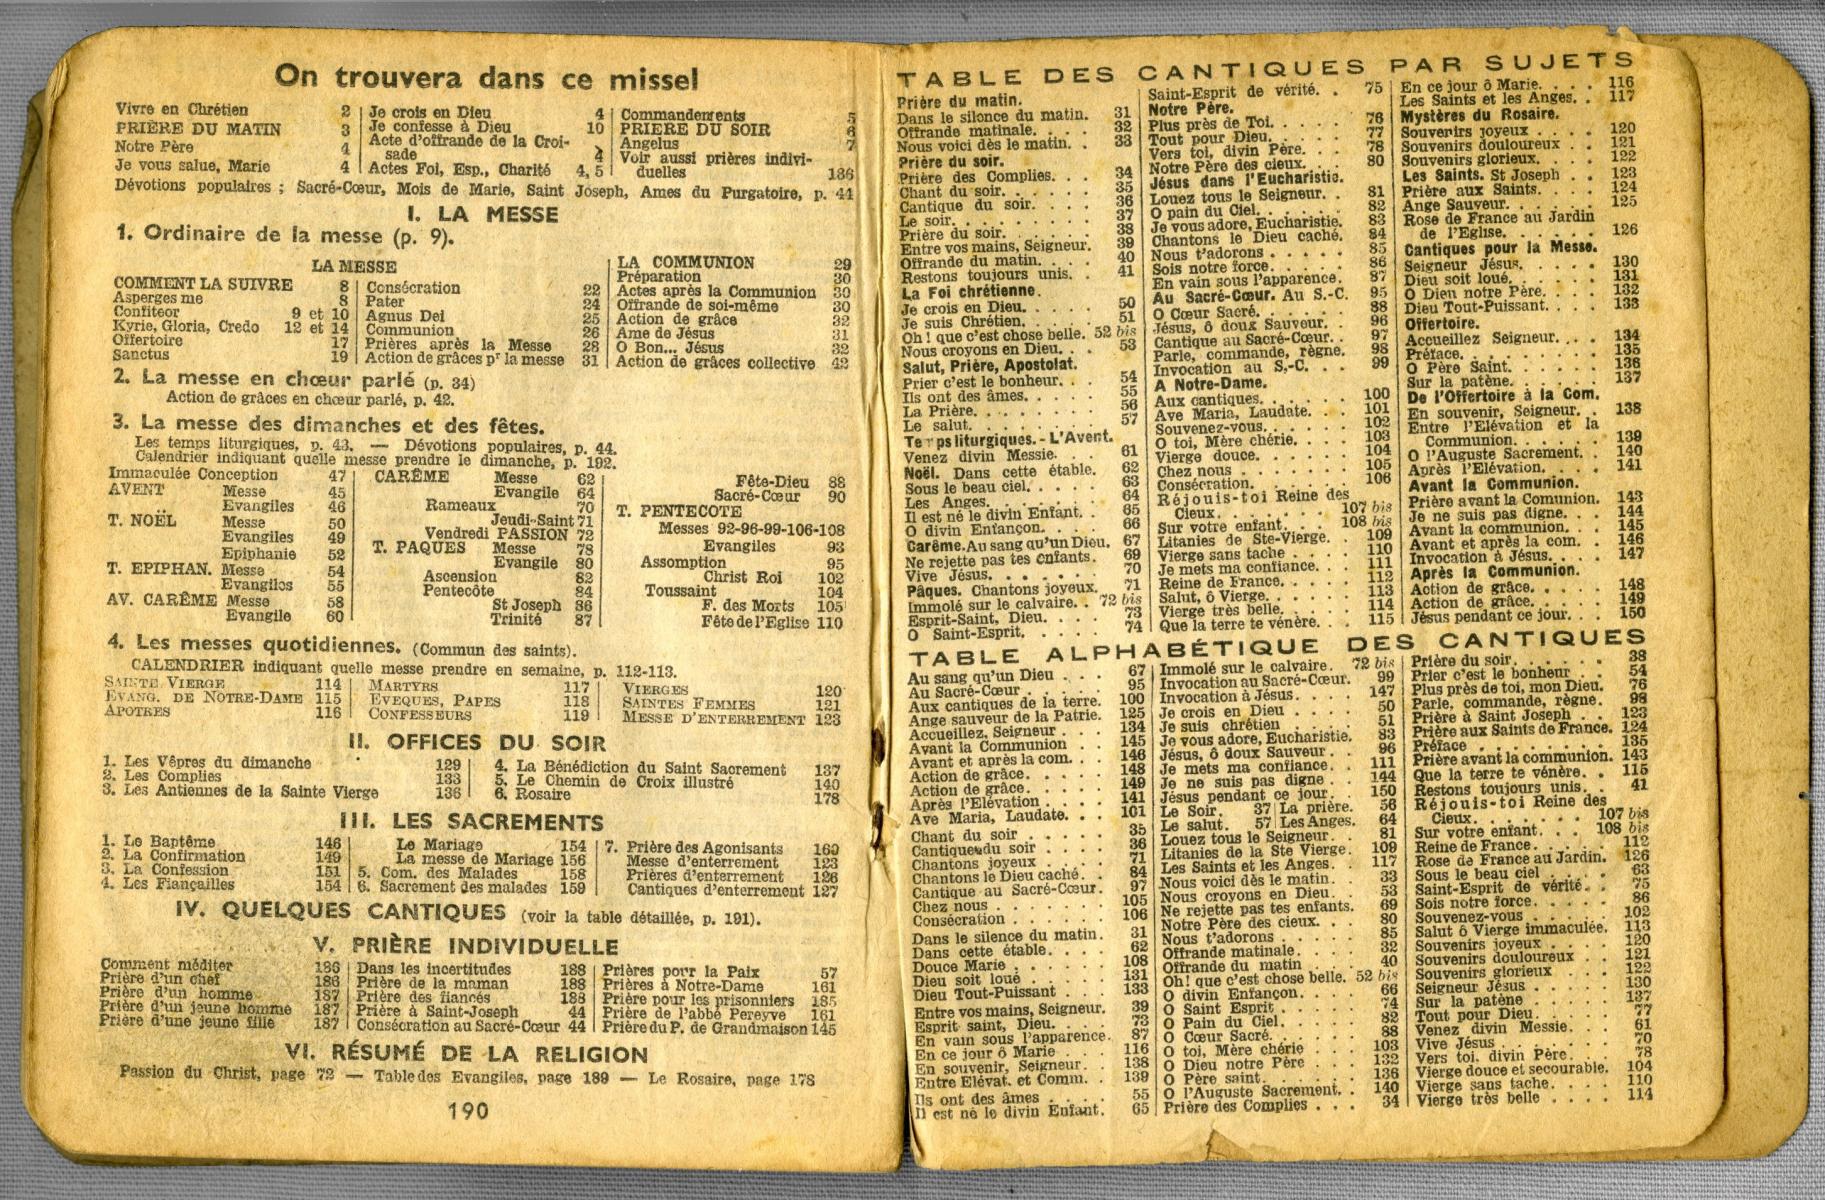 On trouvera dans ce missel
Vivre en Chrétien 2
PRIÈRE DU MATIN 3
Notre Père 4
Je vous salue, Marie 4
Je crois en Dieu 4
Je confesse à Dieu 10
Acte d'offrande de la Croi-
sade 4
Actes Foi, Esp., Charité 4, 5
Commandements 5
PRIERE DU SOIR 6
Angelus 7
Voir aussi prières indivi-
duelles 186
Dévotions populaires ; Sacré-Cœur, Mois de Marie, Saint Joseph, Ames du Purgatoire, p. 44
I. LA MESSE
1. Ordinaire de la messe (p. 9).
LA MESSE
COMMENT LA SUIVRE 8
Asperges me 8
Confiteor 9 et 10
Kyrie, Gloria, Credo 12 et 14
Offertoire 17
Sanctus 19
Consécration 22
Pater 24
Agnus Dei 25
Communion 26
Prières après la Messe 28
Action de grâces pr la messe 31
LA COMMUNION 29
Préparation 30
Actes après la Communion 30
Offrande de soi-même 30
Action de grâce 32
Ame de Jésus 31
O Bon... Jésus 32
Action de grâces collective 42
2. La messe en chœur parlé (p. 34)
Action de grâces en chœur parlé, p. 42.
3. La messe des dimanches et des fêtes.
Les temps liturgiques, p. 43. — Dévotions populaires, p. 44.
Calendrier indiquant quelle messe prendre le dimanche, p. 192.
Immaculée Conception 47
AVENT Messe 45
Evangiles 46
T. NOËL Messe 50
Evangiles 49
Epiphanie 52
T. EPIPHAN. Messe 54
Evangiles 55
AV. CARÊME Messe 58
Evangile 60
CARÊME Messe 62
Evangile 64
Rameaux 70
Jeudi-Saint 71
Vendredi PASSION 72
T. PAQUES Messe 78
Evangile 80
Ascension 82
Pentecôte 84
St Joseph 86
Trinité 87
Fête-Dieu 88
Sacré-Cœur 90
T. PENTECOTE
Messes 92-96-99-106-108
Evangiles 93
Assomption 95
Christ Roi 102
Toussaint 104
F. des Morts 105
Fête de l'Eglise 110
4. Les messes quotidiennes. (Commun des saints).
CALENDRIER indiquant quelle messe prendre en semaine, p. 112-113.
SAINTE VIERGE 114
EVANG. DE NOTRE-DAME 115
APOTRES 116
MARTYRS 117
EVEQUES, PAPES 118
CONFESSEURS 119
VIERGES 120
SAINTES FEMMES 121
MESSE D'ENTERREMENT 123
II. OFFICES DU SOIR
1. Les Vêpres du dimanche 129
2. Les Complies 133
3. Les Antiennes de la Sainte Vierge 136
4. La Bénédiction du Saint Sacrement 137
5. Le Chemin de Croix illustré 140
6. Rosaire 178
III. LES SACREMENTS
1. Le Baptême 146
2. La Confirmation 149
3. La Confession 151
4. Les Fiançailles 154
Le Mariage 154
La messe de Mariage 156
5. Com. des Malades 158
6. Sacrement des malades 159
7. Prière des Agonisants 160
Messe d'enterrement 123
Prières d'enterrement 126
Cantiques d'enterrement 127
IV. QUELQUES CANTIQUES (voir la table détaillée, p. 191).
V. PRIÈRE INDIVIDUELLE
Comment méditer 186
Prière d'un chef 186
Prière d'un homme 187
Prière d'un jeune homme 187
Prière d'une jeune fille 187
Dans les incertitudes 188
Prière de la maman 188
Prière des fiancés 188
Prière à Saint-Joseph 44
Consécration au Sacré-Cœur 44
Prières pour la Paix 57
Prières à Notre-Dame 161
Prière pour les prisonniers 185
Prière de l'abbé Pereyve 161
Prière du P. de Grandmaison 145
VI. RÉSUMÉ DE LA RELIGION
Passion du Christ, page 72 — Table des Evangiles, page 189 — Le Rosaire, page 178
190
TABLE DES CANTIQUES PAR SUJETS
Prière du matin.
Dans le silence du matin. 31
Offrande matinale. . . . 32
Nous voici dès le matin. . 33
Prière du soir.
Prière des Complies. . . 34
Chant du soir. . . . . . 35
Cantique du soir. . . . . 36
Le soir. . . . . . . . . 37
Prière du soir. . . . . . 38
Entre vos mains, Seigneur. 39
Offrande du matin. . . . 40
Restons toujours unis. . . 41
La Foi chrétienne.
Je crois en Dieu. . . . . 50
Je suis Chrétien. . . . . 51
Oh ! que c'est chose belle. 52 bis
Nous croyons en Dieu. . . 53
Salut, Prière, Apostolat.
Prier c'est le bonheur. . . 54
Ils ont des âmes. . . . . 55
La Prière. . . . . . . . 56
Le salut. . . . . . . . 57
Temps liturgiques. - L'Avent.
Venez divin Messie. . . . 61
Noël. Dans cette étable. 62
Sous le beau ciel. . . . . 63
Les Anges. . . . . . . . 64
Il est né le divin Enfant. . 65
O divin Enfançon. . . . . 66
Carême. Au sang qu'un Dieu. 67
Ne rejette pas tes enfants. 69
Vive Jésus. . . . . . . 70
Pâques. Chantons joyeux. 71
Immolé sur le calvaire. . 72 bis
Esprit-Saint, Dieu. . . . 73
O Saint-Esprit. . . . . 74
Saint-Esprit de vérité. . 75
Notre Père.
Plus près de Toi. . . . . 76
Tout pour Dieu. . . . . 77
Vers toi, divin Père. . . 78
Notre Père des cieux. . . 80
Jésus dans l'Eucharistie.
Louez tous le Seigneur. . 81
O pain du Ciel. . . . . . 82
Je vous adore, Eucharistie. 83
Chantons le Dieu caché. 84
Nous t'adorons . . . . . 85
Sois notre force. . . . . 86
En vain sous l'apparence. 87
Au Sacré-Cœur. Au S.-C. 95
O Cœur Sacré. . . . . . 88
Jésus, ô doux Sauveur. . 96
Cantique au Sacré-Cœur. . 97
Parle, commande, règne. 98
Invocation au S.-C. . . . 99
A Notre-Dame.
Aux cantiques. . . . . . 100
Ave Maria, Laudate. . . 101
Souvenez-vous. . . . . . 102
O toi, Mère chérie. . . . 103
Vierge douce. . . . . . 104
Chez nous . . . . . . . 105
Consécration. . . . . . 106
Réjouis-toi Reine des
Cieux. . . . . . . 107 bis
Sur votre enfant. . . 108 bis
Litanies de Ste-Vierge. . 109
Vierge sans tache . . . . 110
Je mets ma confiance. . . 111
Reine de France. . . . . 112
Salut, ô Vierge. . . . . 113
Vierge très belle. . . . . 114
Que la terre te vénère. . . 115
En ce jour ô Marie. . . . 116
Les Saints et les Anges. . 117
Mystères du Rosaire.
Souvenirs joyeux . . . . 120
Souvenirs douloureux . . 121
Souvenirs glorieux. . . . 122
Les Saints. St Joseph . . 123
Prière aux Saints. . . . 124
Ange Sauveur. . . . . . 125
Rose de France au Jardin
de l'Eglise. . . . . . 126
Cantiques pour la Messe.
Seigneur Jésus. . . . . 130
Dieu soit loué. . . . . . 131
O Dieu notre Père. . . . 132
Dieu Tout-Puissant. . . . 133
Offertoire.
Accueillez Seigneur. . . . 134
Préface. . . . . . . . . 135
O Père Saint. . . . . . 136
Sur la patène. . . . . . 137
De l'Offertoire à la Com.
En souvenir, Seigneur. . 138
Entre l'Elévation et la
Communion. . . . . . 139
O l'Auguste Sacrement. . 140
Après l'Elévation. . . . 141
Avant la Communion.
Prière avant la Comunion. 143
Je ne suis pas digne. . . 144
Avant la communion. . . 145
Avant et après la com. . 146
Invocation à Jésus. . . . 147
Après la Communion.
Action de grâce. . . . . 148
Action de grâce. . . . . 149
Jésus pendant ce jour. . . 150
TABLE ALPHABÉTIQUE DES CANTIQUES
Au sang qu'un Dieu . . . 67
Au Sacré-Cœur . . . . . 95
Aux cantiques de la terre. 100
Ange sauveur de la Patrie. 125
Accueillez, Seigneur . . . 134
Avant la Communion . . 145
Avant et après la com. . . 146
Action de grâce. . . . . 148
Action de grâce. . . . . 149
Après l'Elévation . . . . 141
Ave Maria, Laudate. . . 101
Chant du soir . . . . . 35
Cantique du soir . . . . 36
Chantons joyeux . . . . 71
Chantons le Dieu caché. . 84
Cantique au Sacré-Cœur. 97
Chez nous . . . . . . . 105
Consécration . . . . . . 106
Dans le silence du matin. 31
Dans cette étable. . . . 62
Douce Marie . . . . . . 108
Dieu soit loué . . . . . 131
Dieu Tout-Puissant . . . 133
Entre vos mains, Seigneur. 39
Esprit saint, Dieu. . . . 73
En vain sous l'apparence. 87
En ce jour ô Marie . . . 116
En souvenir, Seigneur. . 138
Entre Elévat. et Comm. . 139
Ils ont des âmes . . . . 55
Il est né le divin Enfant. 65
Immolé sur le calvaire. 72 bis
Invocation au Sacré-Cœur. 99
Invocation à Jésus. . . . 147
Je crois en Dieu . . . . 50
Je suis chrétien . . . . 51
Je vous adore, Eucharistie. 83
Jésus, ô doux Sauveur. . 96
Je mets ma confiance. . . 111
Je ne suis pas digne . . . 144
Jésus pendant ce jour. . . 150
Le Soir. 37 | La prière. 56
Le salut. 57 | Les Anges. 64
Louez tous le Seigneur. . 81
Litanies de la Ste Vierge. 109
Les Saints et les Anges. . 117
Nous voici dès le matin. . 33
Nous croyons en Dieu. . . 53
Ne rejette pas tes enfants. 69
Notre Père des cieux. . . 80
Nous t'adorons . . . . . 85
Offrande matinale. . . . 32
Offrande du matin . . . 40
Oh! que c'est chose belle. 52 bis
O divin Enfançon. . . . 66
O Saint Esprit . . . . . 74
O Pain du Ciel. . . . . 82
O Cœur Sacré. . . . . . 88
O toi, Mère chérie . . . 103
O Dieu notre Père . . . 132
O Père saint. . . . . . 136
O l'Auguste Sacrement. . 140
Prière des Complies . . . 34
Prière du soir. . . . . . 38
Prier c'est le bonheur . . 54
Plus près de toi, mon Dieu. 76
Parle, commande, règne. 98
Prière à Saint Joseph . . 123
Prière aux Saints de France. 124
Préface . . . . . . . . 135
Prière avant la communion. 143
Que la terre te vénère. . 115
Restons toujours unis. . . 41
Réjouis-toi Reine des
Cieux. . . . . . . 107 bis
Sur votre enfant. . . 108 bis
Reine de France. . . . . 112
Rose de France au Jardin. 126
Sous le beau ciel . . . . 63
Saint-Esprit de vérité. . 75
Sois notre force. . . . . 86
Souvenez-vous . . . . . 102
Salut ô Vierge immaculée. 113
Souvenirs joyeux . . . . 120
Souvenirs douloureux . . 121
Souvenirs glorieux . . . 122
Seigneur Jésus . . . . . 130
Sur la patène . . . . . 137
Tout pour Dieu. . . . . 77
Venez divin Messie. . . . 61
Vive Jésus . . . . . . . 70
Vers toi. divin Père. . . 78
Vierge douce et secourable. 104
Vierge sans tache. . . . 110
Vierge très belle . . . . 114